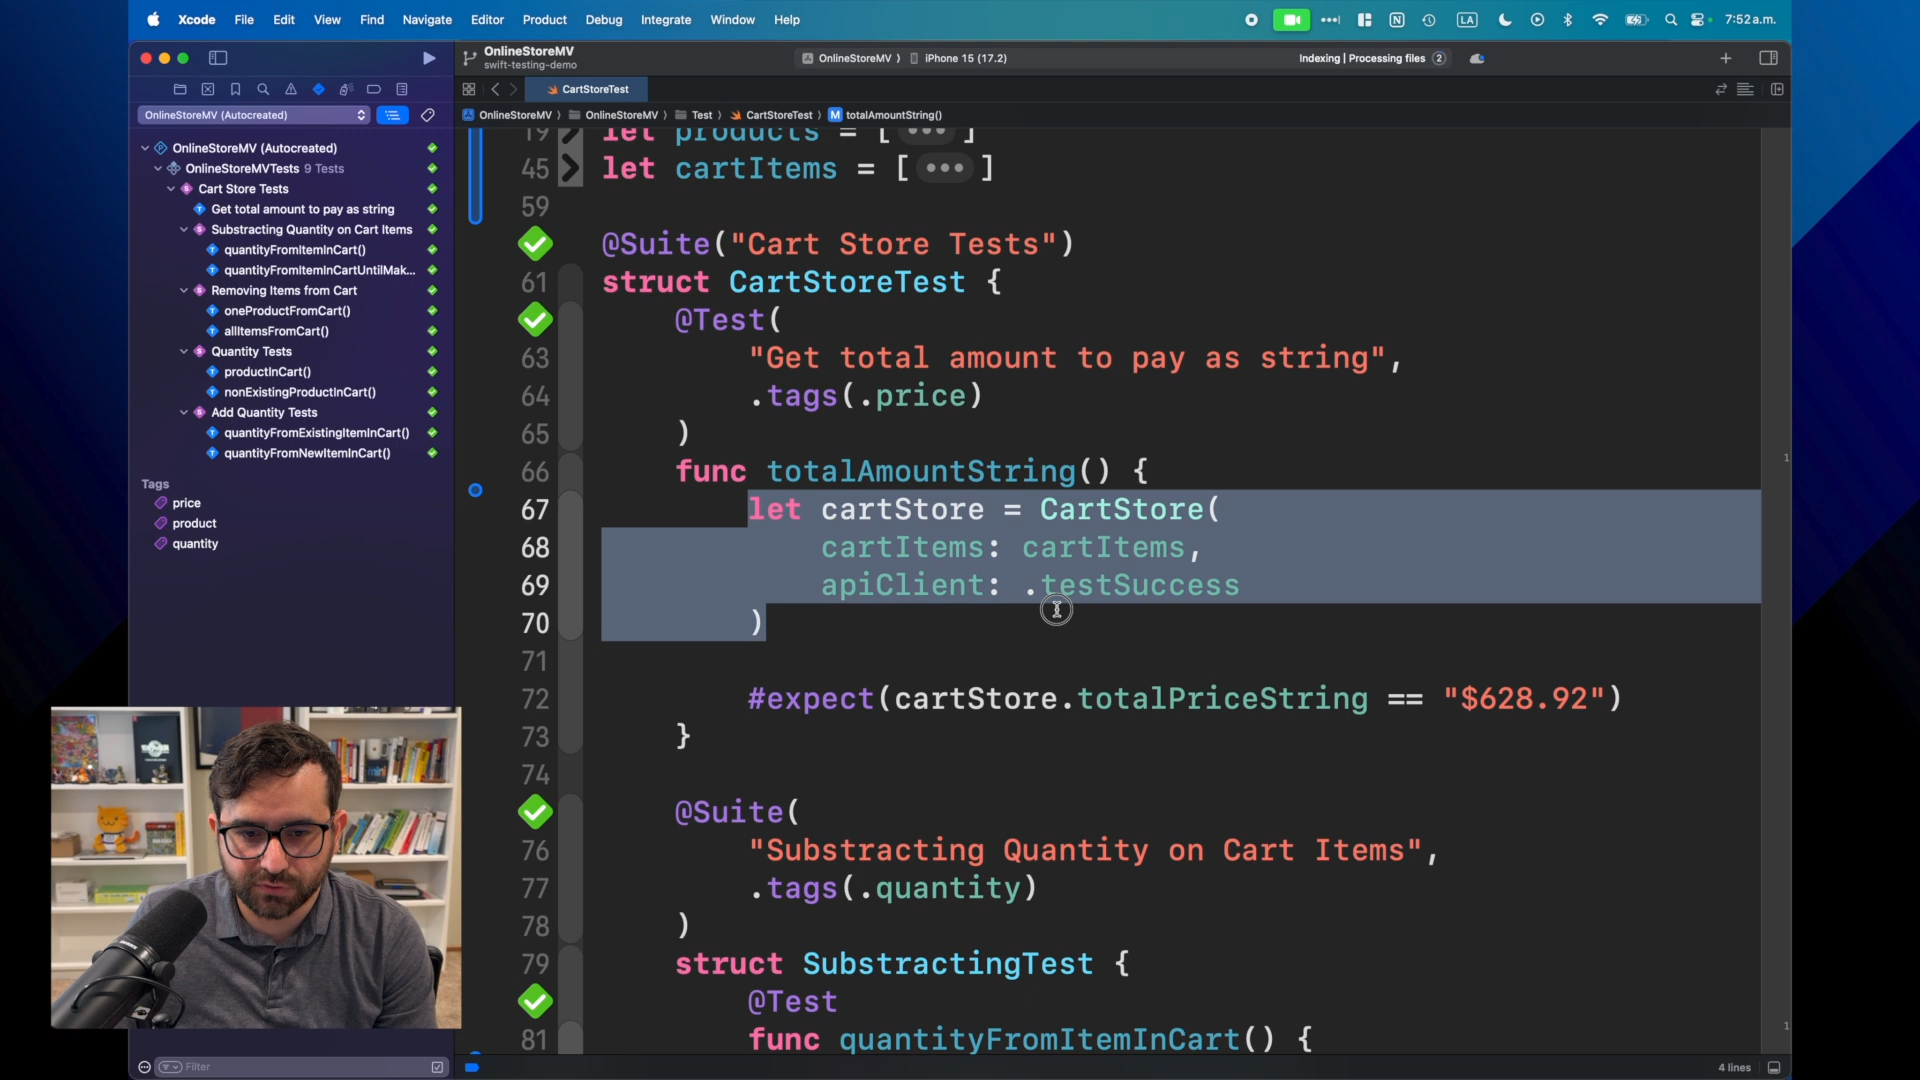 Xcode File Edit View Find Navigate Editor Product Debug Integrate Window Help
LA
7:52 a.m.
OnlineStoreMV
swift-testing-demo
OnlineStoreMV ⟩ iPhone 15 (17.2)
Indexing | Processing files 2
CartStoreTest
OnlineStoreMV (Autocreated)
OnlineStoreMV ⟩ OnlineStoreMV ⟩ Test ⟩ CartStoreTest ⟩ M totalAmountString()
OnlineStoreMV (Autocreated)
OnlineStoreMVTests 9 Tests
Cart Store Tests
Get total amount to pay as string
Substracting Quantity on Cart Items
quantityFromItemInCart()
quantityFromItemInCartUntilMak...
Removing Items from Cart
oneProductFromCart()
allItemsFromCart()
Quantity Tests
productInCart()
nonExistingProductInCart()
Add Quantity Tests
quantityFromExistingItemInCart()
quantityFromNewItemInCart()
Tags
price
product
quantity
Filter
19 let products = [ ••• ]
45 let cartItems = [ ••• ]
59
@Suite("Cart Store Tests")
61 struct CartStoreTest {
@Test(
63 "Get total amount to pay as string",
64 .tags(.price)
65 )
66 func totalAmountString() {
67 let cartStore = CartStore(
68 cartItems: cartItems,
69 apiClient: .testSuccess
70 )
71
72 #expect(cartStore.totalPriceString == "$628.92")
73 }
74
@Suite(
76 "Substracting Quantity on Cart Items",
77 .tags(.quantity)
78 )
79 struct SubstractingTest {
@Test
81 func quantityFromItemInCart() {
1
1
4 lines